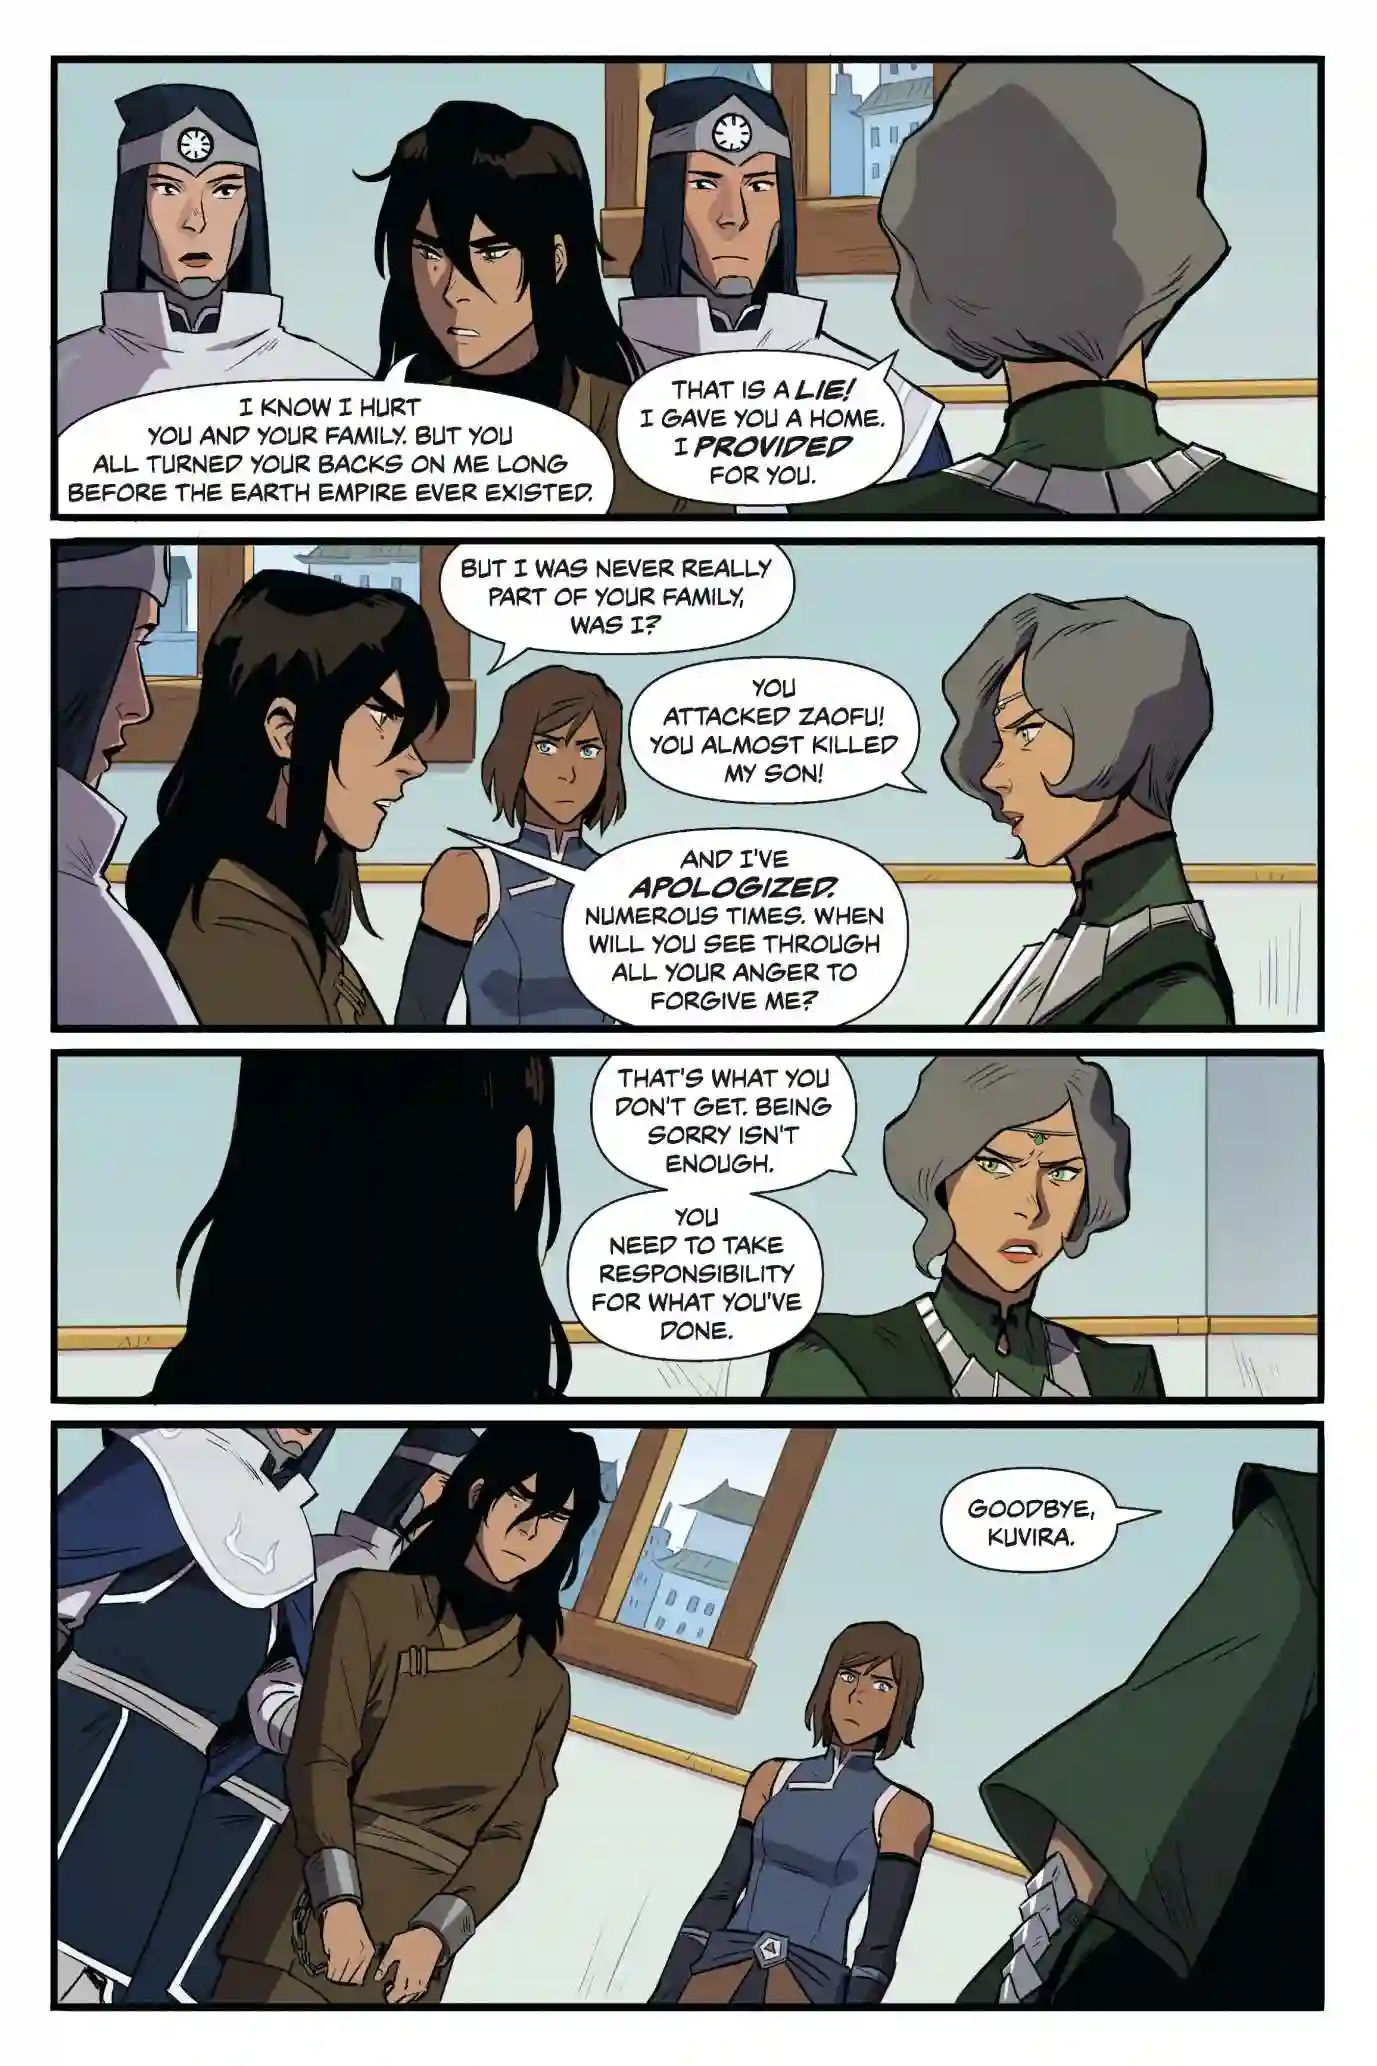 I KNOW I HURT
YOU AND YOUR FAMILY. BUT YOU
ALL TURNED YOUR BACKS ON ME LONG
BEFORE THE EARTH EMPIRE EVER EXISTED.
THAT IS A LIE!
I GAVE YOU A HOME.
I PROVIDED
FOR YOU.
BUT I WAS NEVER REALLY
PART OF YOUR FAMILY,
WAS I?
YOU
ATTACKED ZAOFU!
YOU ALMOST KILLED
MY SON!
AND I'VE
APOLOGIZED.
NUMEROUS TIMES. WHEN
WILL YOU SEE THROUGH
ALL YOUR ANGER TO
FORGIVE ME?
THAT'S WHAT YOU
DON'T GET. BEING
SORRY ISN'T
ENOUGH.
YOU
NEED TO TAKE
RESPONSIBILITY
FOR WHAT YOU'VE
DONE.
GOODBYE,
KUVIRA.